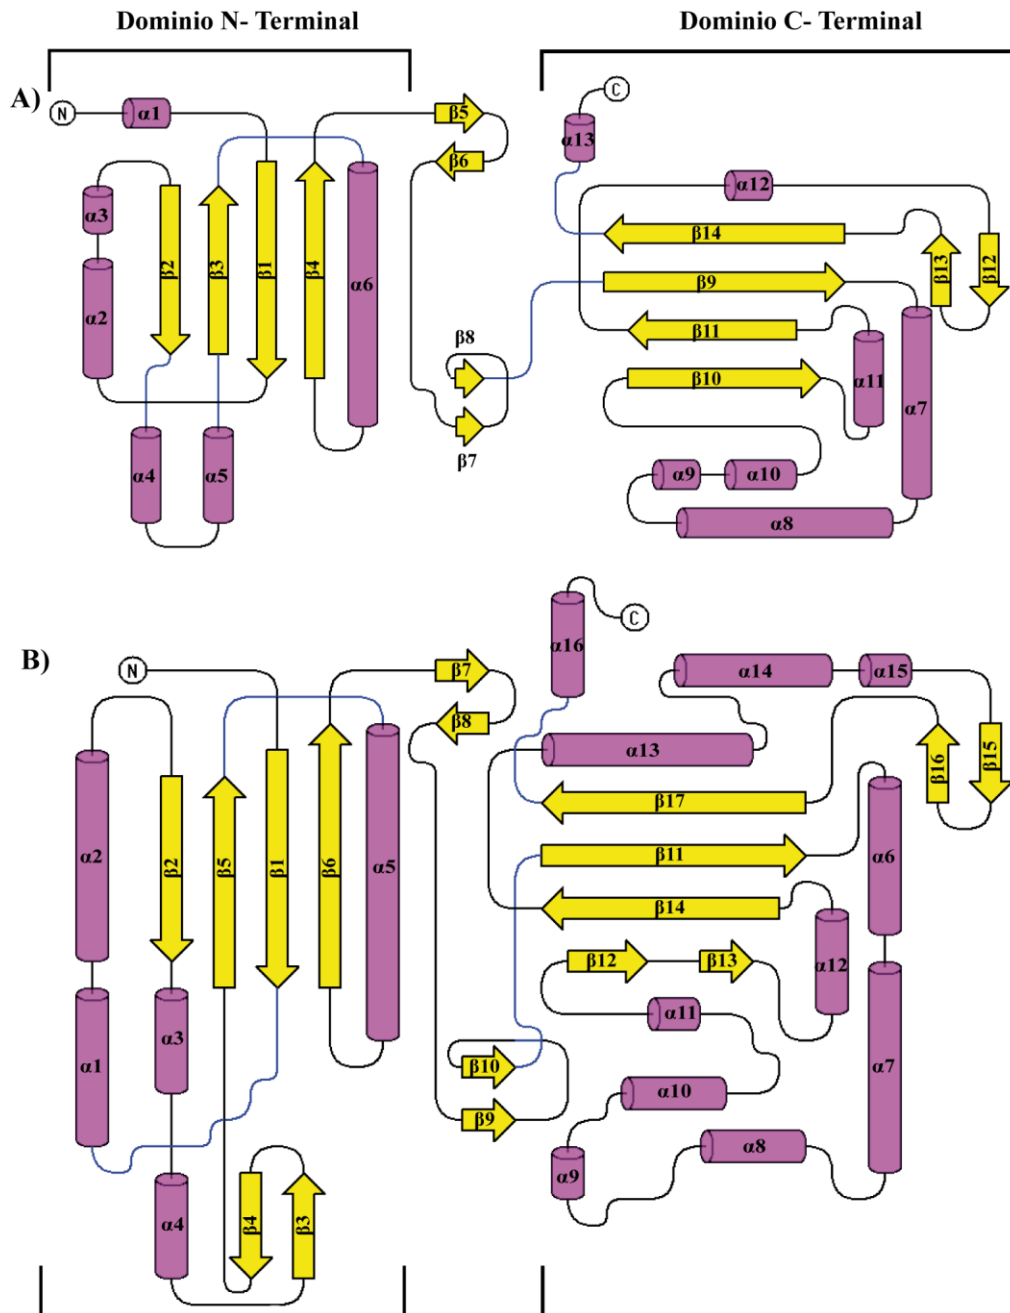 Dominio N- Terminal
Dominio C- Terminal
A)
N
α1
β5
β6
C
α13
α12
α3
β2
β3
β1
β4
α6
α2
β14
β13
β12
β9
β11
β10
α11
α7
β8
β7
α4
α5
α9
α10
α8
B)
N
β7
β8
α16
C
α14
α15
α13
β16
β15
α2
β2
β5
β1
β6
α5
β17
β11
α6
β14
β12
β13
α12
α1
α3
α11
β10
β9
α10
α7
α8
α9
α4
β4
β3